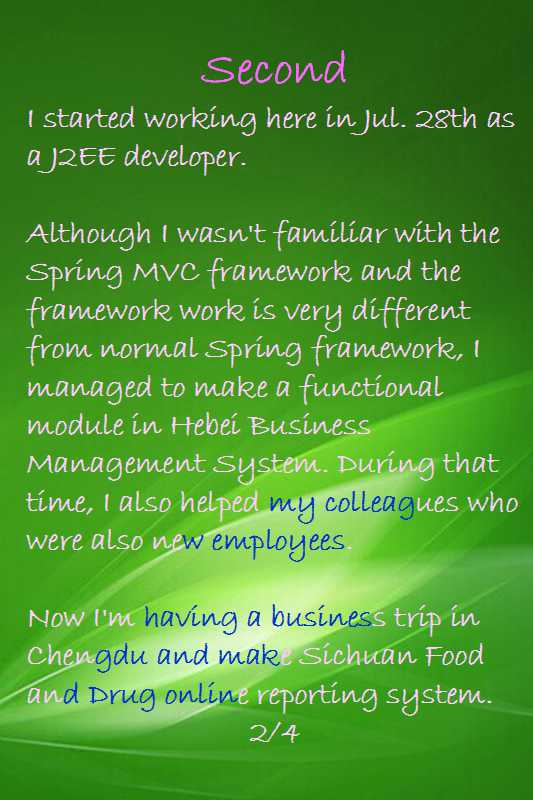 Second
I started working here in Jul. 28th as
a J2EE developer.
Although I wasn't familiar with the
Spring MVC framework and the
framework work is very different
from normal Spring framework, I
managed to make a functional
module in Hebei Business
Management System. During that
time, I also helped my colleagues who
were also new employees.
Now I'm having a business trip in
Chengdu and make Sichuan Food
and Drug online reporting system.
2/4